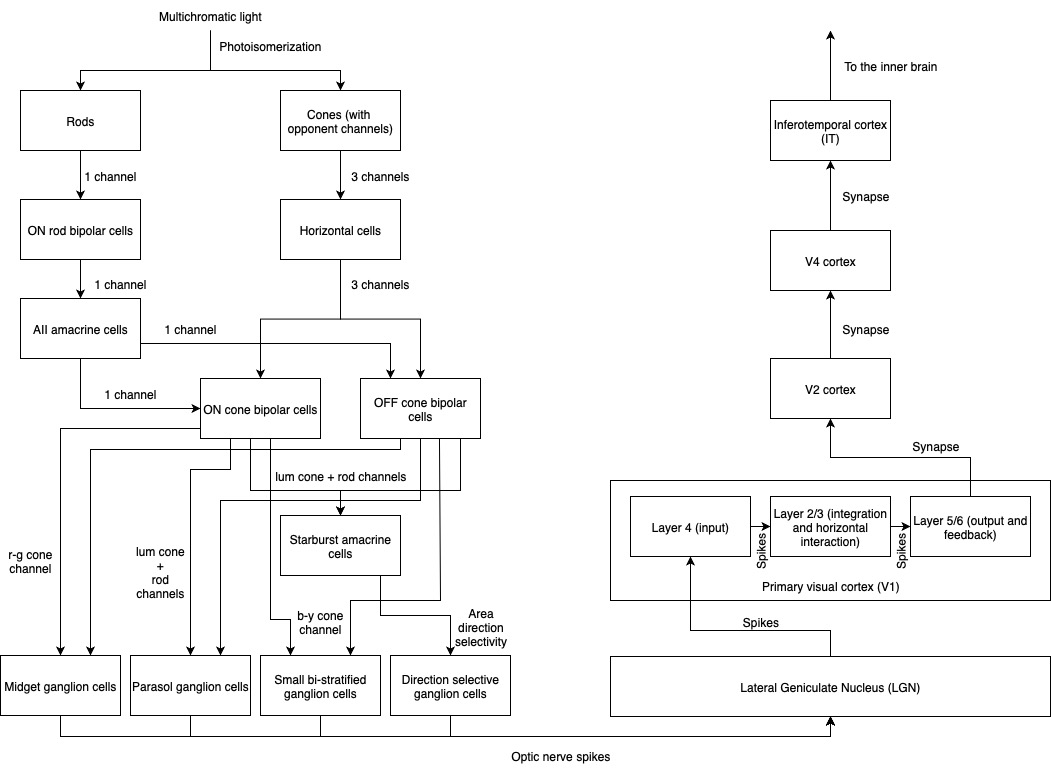 Multichromatic light
Photoisomerization
Rods
Cones (with
opponent channels)
1 channel
3 channels
ON rod bipolar cells
Horizontal cells
1 channel
3 channels
AII amacrine cells
1 channel
1 channel
ON cone bipolar cells
OFF cone bipolar
cells
lum cone + rod channels
Starburst amacrine
cells
r-g cone
channel
lum cone
+
rod
channels
b-y cone
channel
Area
direction
selectivity
Midget ganglion cells
Parasol ganglion cells
Small bi-stratified
ganglion cells
Direction selective
ganglion cells
Optic nerve spikes
To the inner brain
Inferotemporal cortex
(IT)
Synapse
V4 cortex
Synapse
V2 cortex
Synapse
Layer 4 (input)
Spikes
Layer 2/3 (integration
and horizontal
interaction)
Spikes
Layer 5/6 (output and
feedback)
Primary visual cortex (V1)
Spikes
Lateral Geniculate Nucleus (LGN)